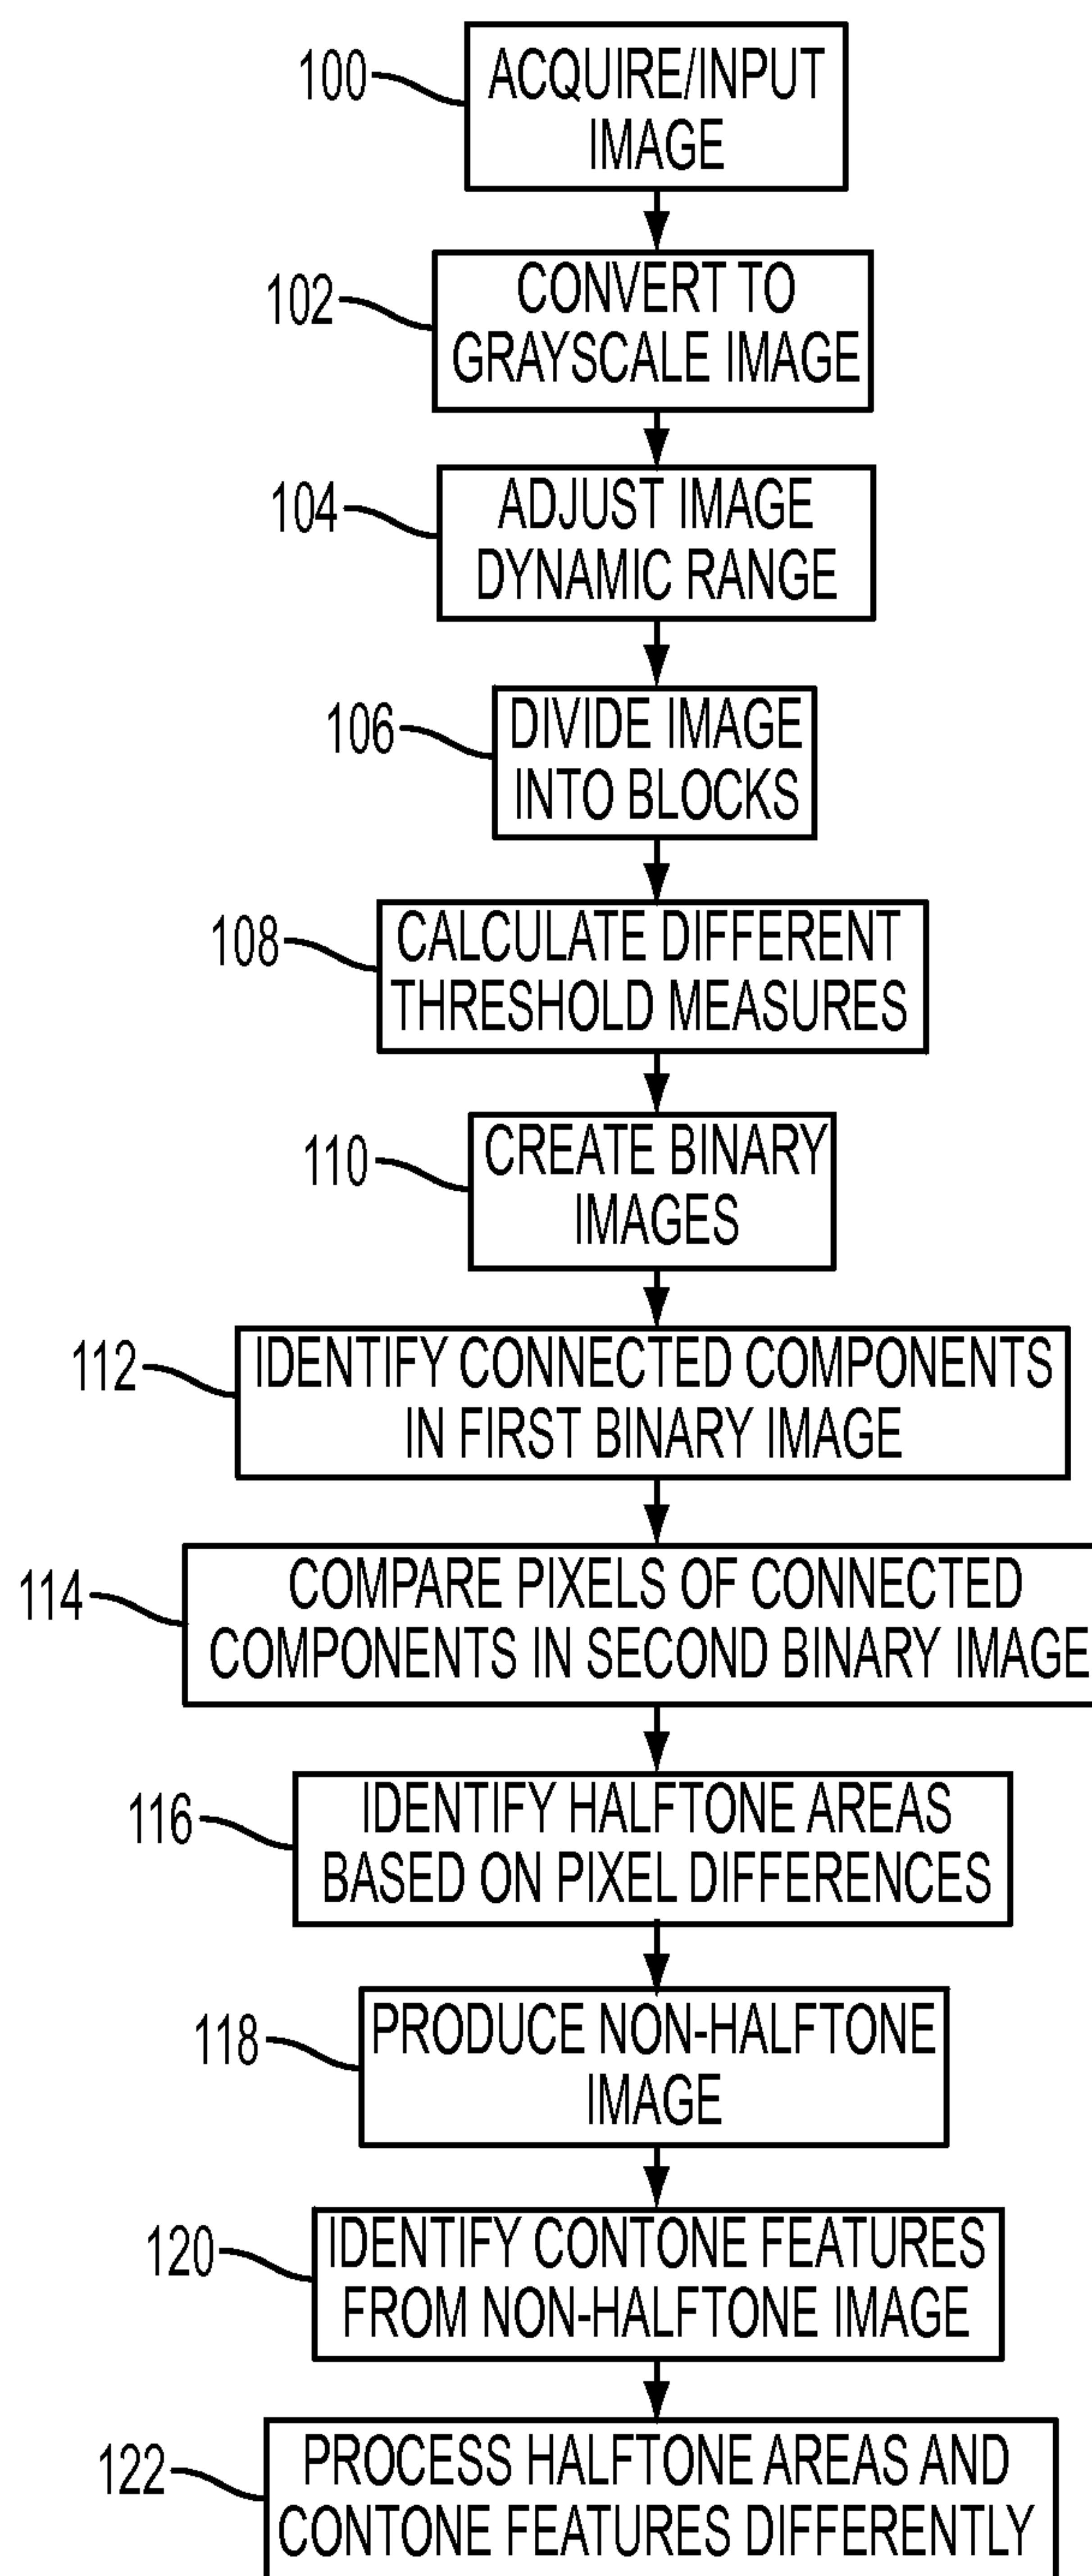 100
ACQUIRE/INPUT
IMAGE
102
CONVERT TO
GRAYSCALE IMAGE
104
ADJUST IMAGE
DYNAMIC RANGE
106
DIVIDE IMAGE
INTO BLOCKS
108
CALCULATE DIFFERENT
THRESHOLD MEASURES
110
CREATE BINARY
IMAGES
112
IDENTIFY CONNECTED COMPONENTS
IN FIRST BINARY IMAGE
114
COMPARE PIXELS OF CONNECTED
COMPONENTS IN SECOND BINARY IMAGE
116
IDENTIFY HALFTONE AREAS
BASED ON PIXEL DIFFERENCES
118
PRODUCE NON-HALFTONE
IMAGE
120
IDENTIFY CONTONE FEATURES
FROM NON-HALFTONE IMAGE
122
PROCESS HALFTONE AREAS AND
CONTONE FEATURES DIFFERENTLY